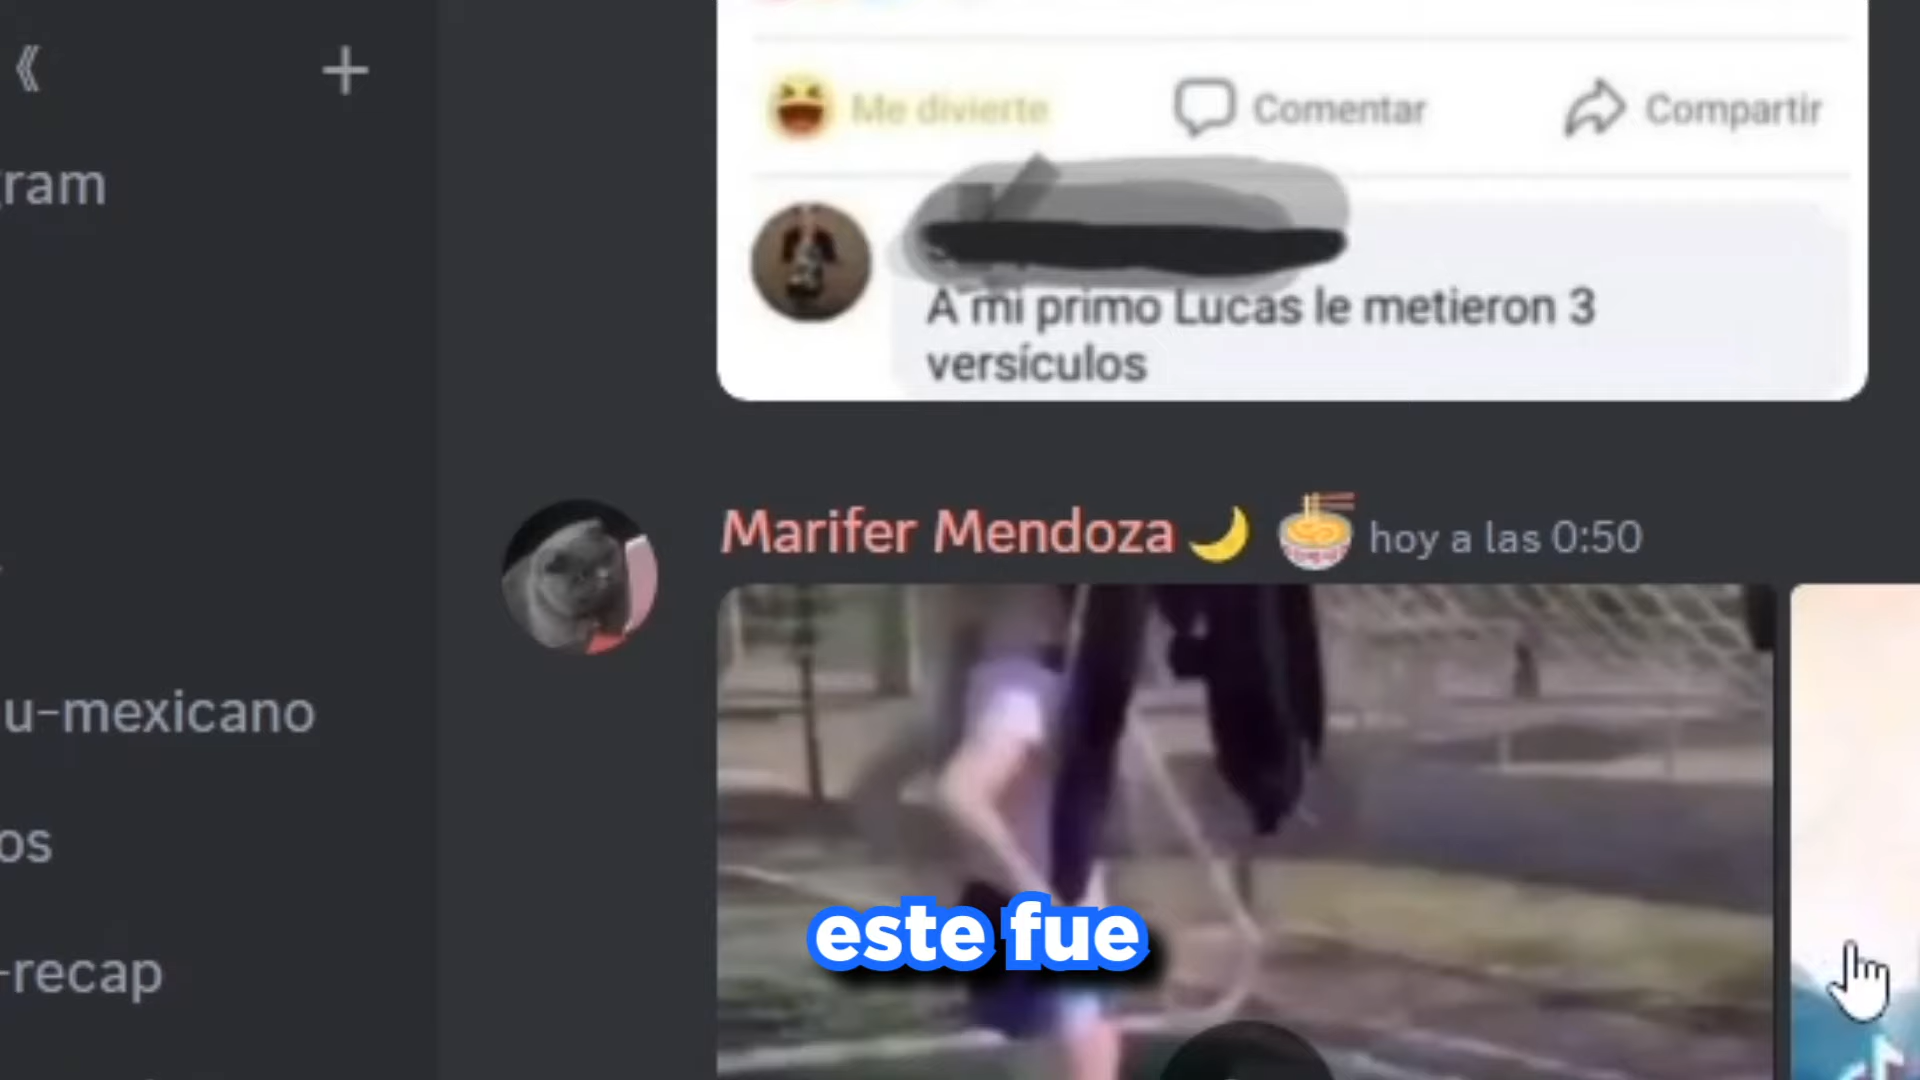 Me divierte
Comentar
Compartir
gram
A mi primo Lucas le metieron 3
versículos
Marifer Mendoza
hoy a las 0:50
u-mexicano
os
este fue
-recap